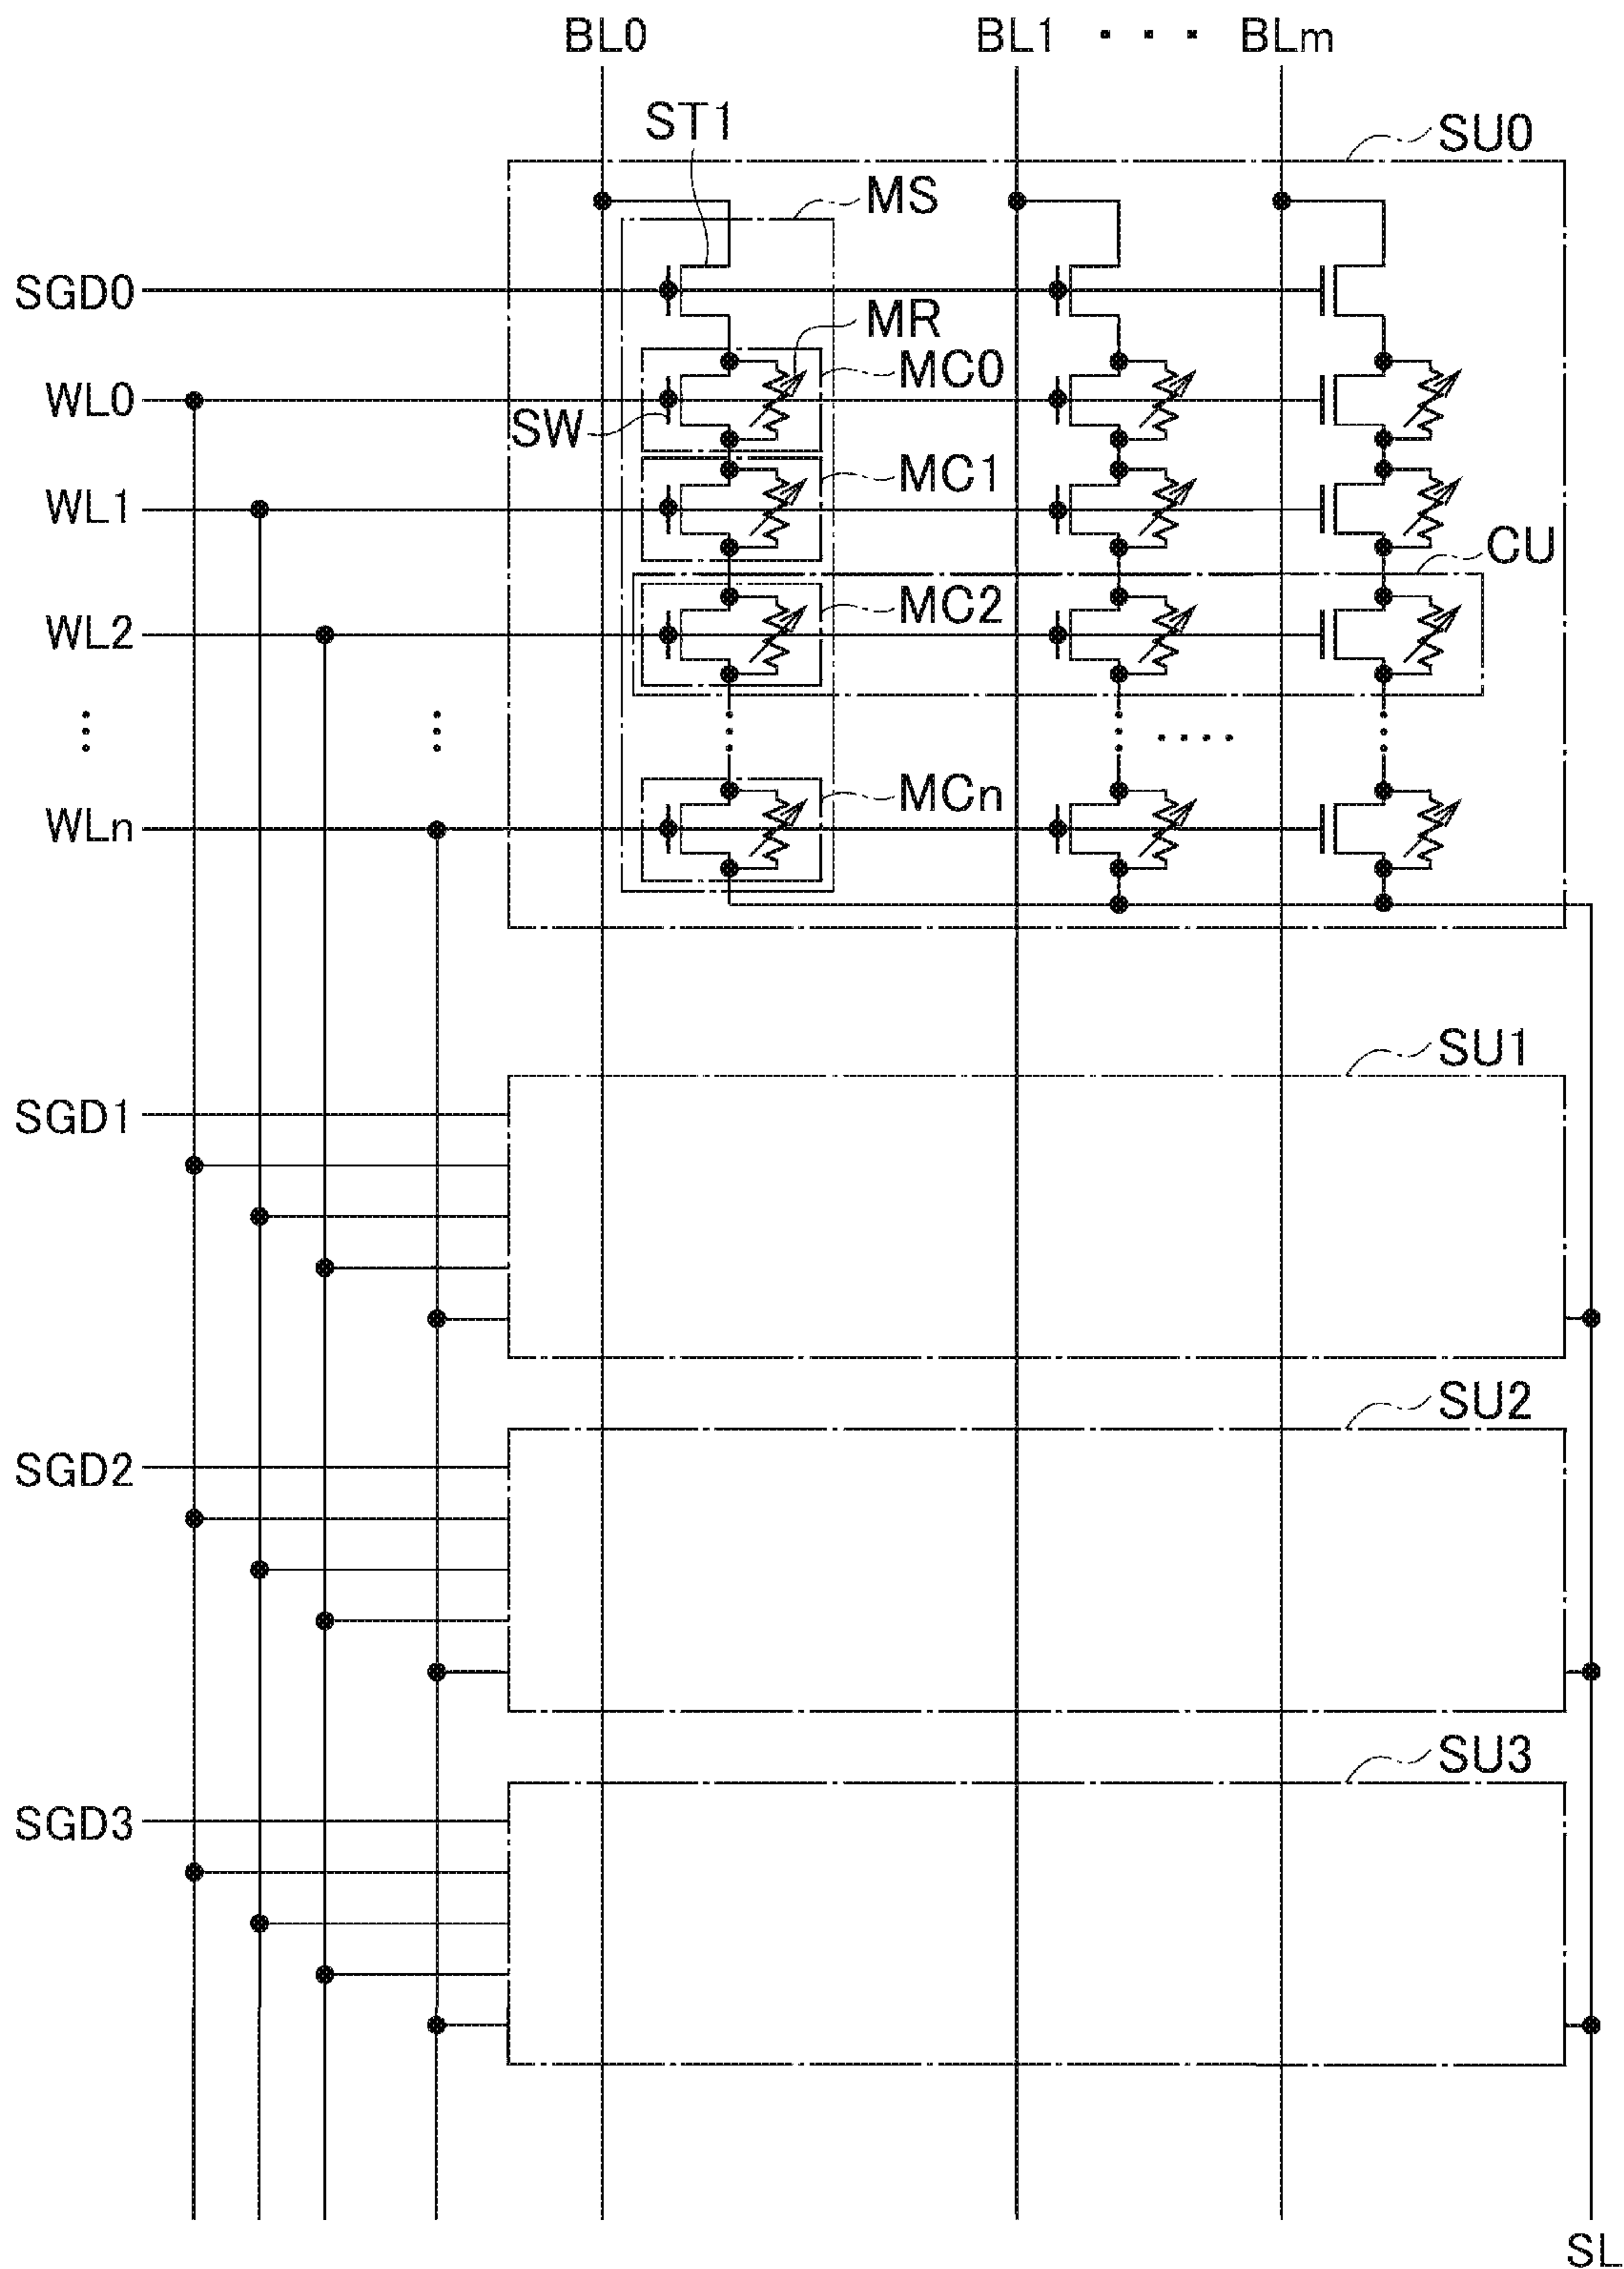 BL0 BL1 ・・・ BLm
ST1
SU0
MS
SGD0
MR
MC0
WL0
SW
MC1
WL1
CU
MC2
WL2
MCn
WLn
SU1
SGD1
SU2
SGD2
SU3
SGD3
SL